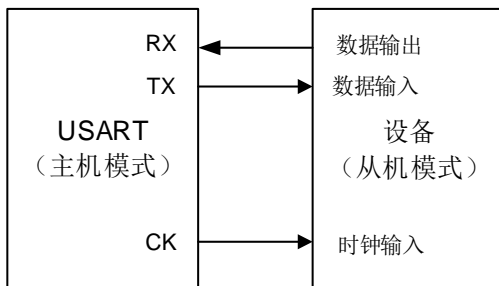 RX
数据输出
TX
数据输入
USART
(主机模式)
设备
(从机模式)
CK
时钟输入